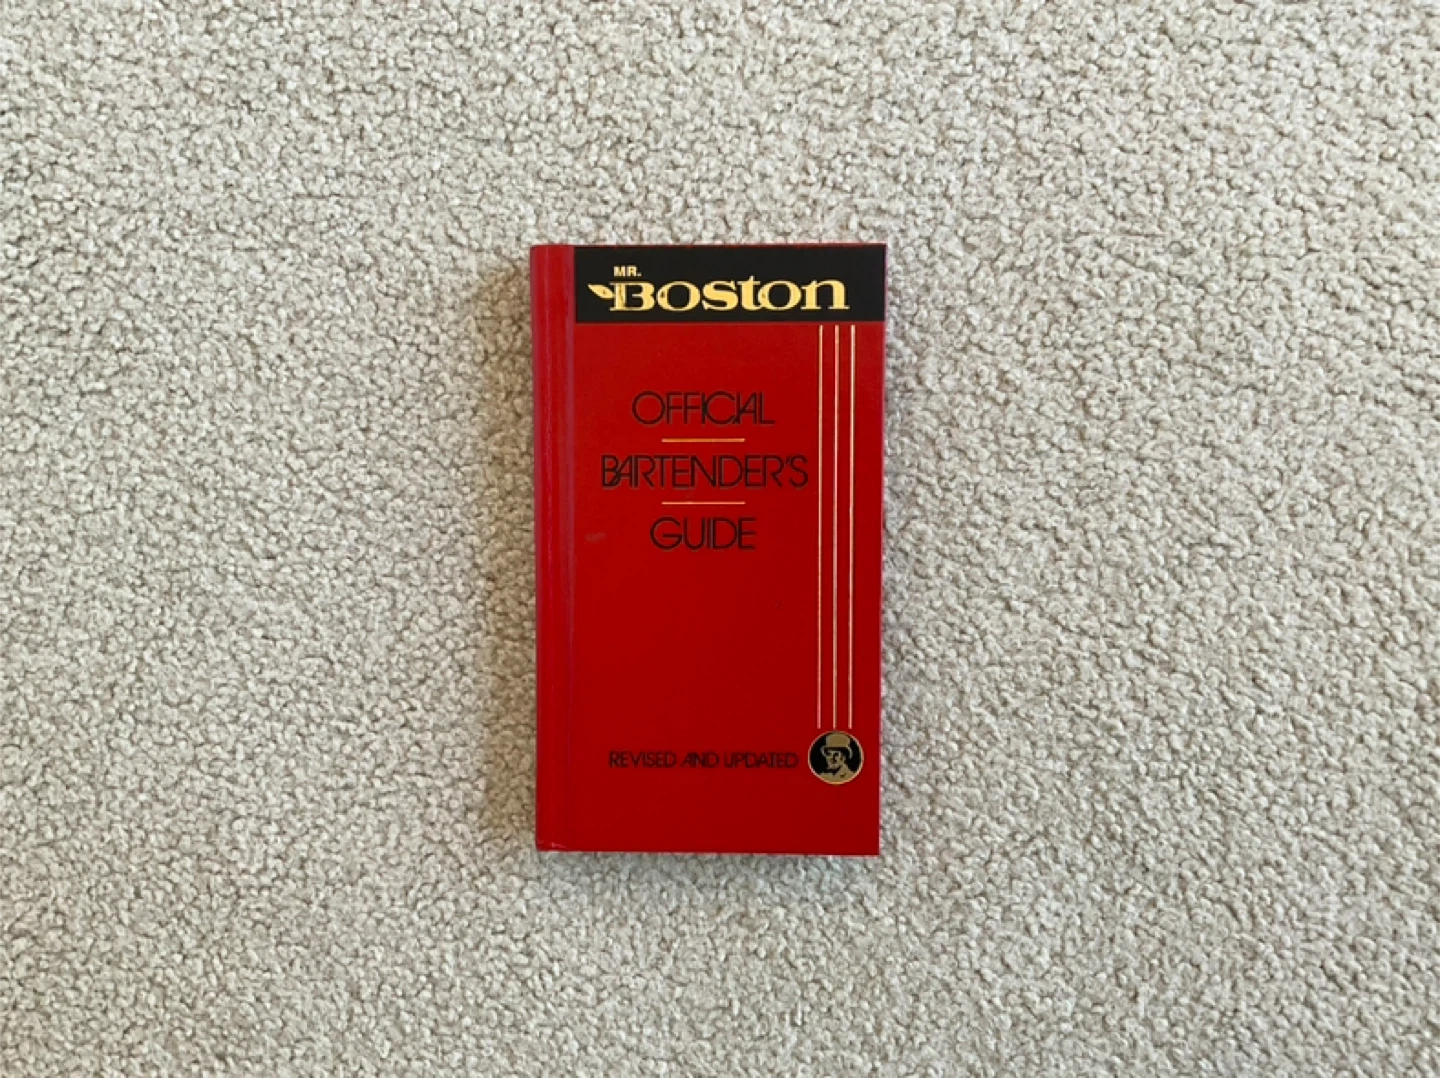 MR.
BOSTON
OFFICIAL
BARTENDER'S
GUIDE
REVISED AND UPDATED